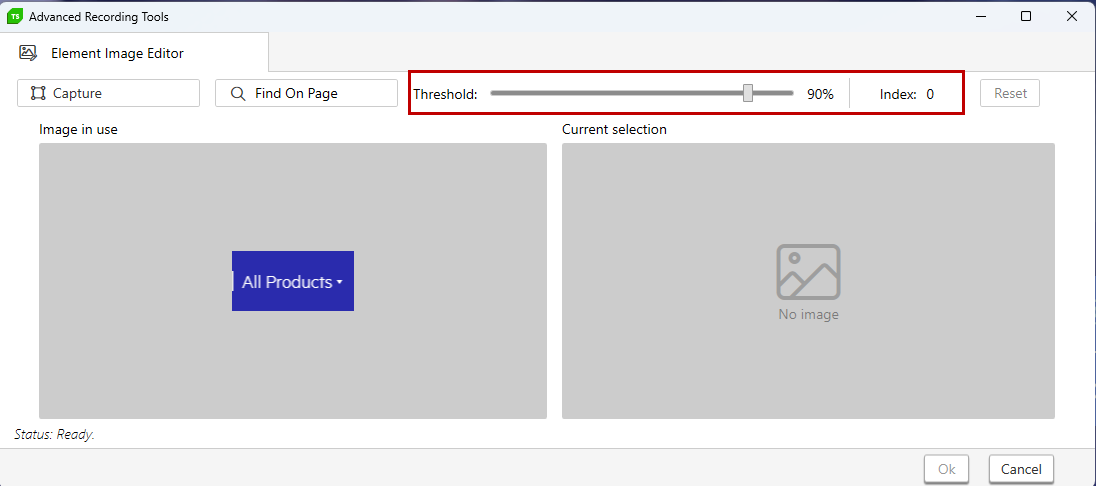 TS Advanced Recording Tools
Element Image Editor
Capture
Find On Page
Threshold: 90% Index: 0
Reset
Image in use
Current selection
All Products
No image
Status: Ready.
Ok
Cancel